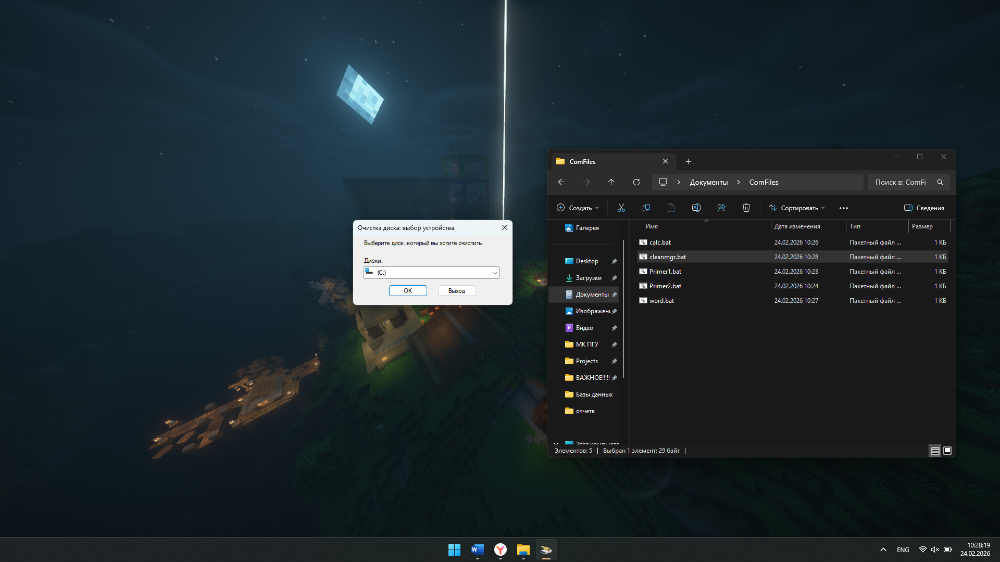 ComFiles
Документы
ComFiles
Поиск в: ComFi
Создать
Сортировать
Сведения
Галерея
Desktop
Загрузки
Документы
Изображен
Видео
МК ПГУ
Projects
ВАЖНОЕ!!!!!
Базы данных
отчетв
Имя Дата изменения Тип Размер
calc.bat 24.02.2026 10:26 Пакетный файл ... 1 КБ
cleanmgr.bat 24.02.2026 10:28 Пакетный файл ... 1 КБ
Primer1.bat 24.02.2026 10:23 Пакетный файл ... 1 КБ
Primer2.bat 24.02.2026 10:24 Пакетный файл ... 1 КБ
word.bat 24.02.2026 10:27 Пакетный файл ... 1 КБ
Элементов: 5 Выбран 1 элемент: 29 байт
Очистка диска: выбор устройства
Выберите диск, который вы хотите очистить.
Диски:
(C:)
OK Выход
ENG
10:28:19
24.02.2026